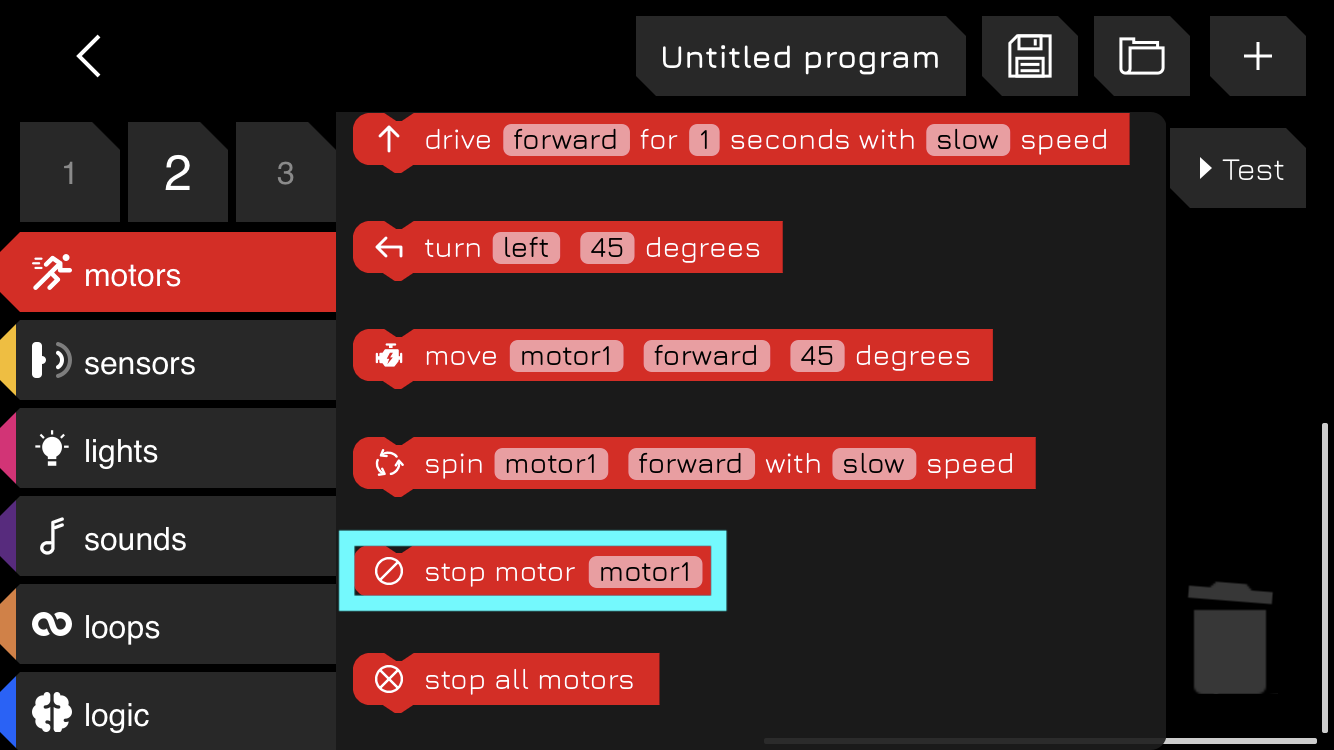 Untitled program
1 2 3
Test
motors
sensors
lights
sounds
loops
logic
drive forward for 1 seconds with slow speed
turn left 45 degrees
move motor1 forward 45 degrees
spin motor1 forward with slow speed
stop motor motor1
stop all motors